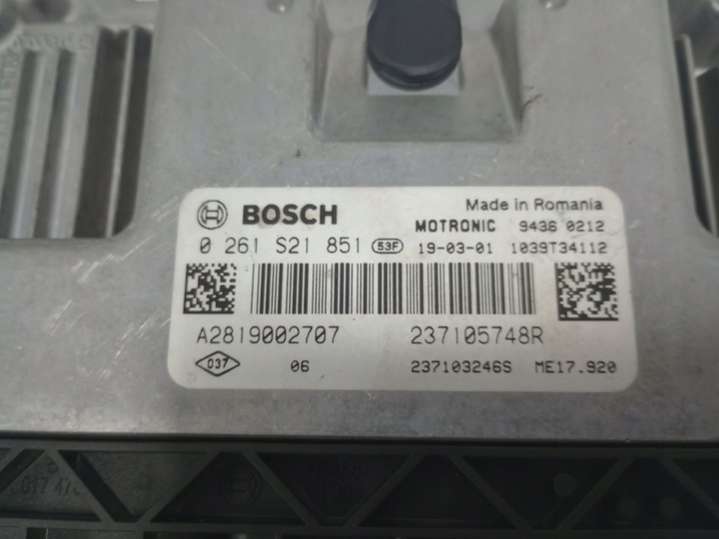 BOSCH
Made in Romania
MOTRONIC 9436 0212
0 261 S21 851 53F 19-03-01 1039T34112
A2819002707 237105748R
037 06 237103246S ME17.920